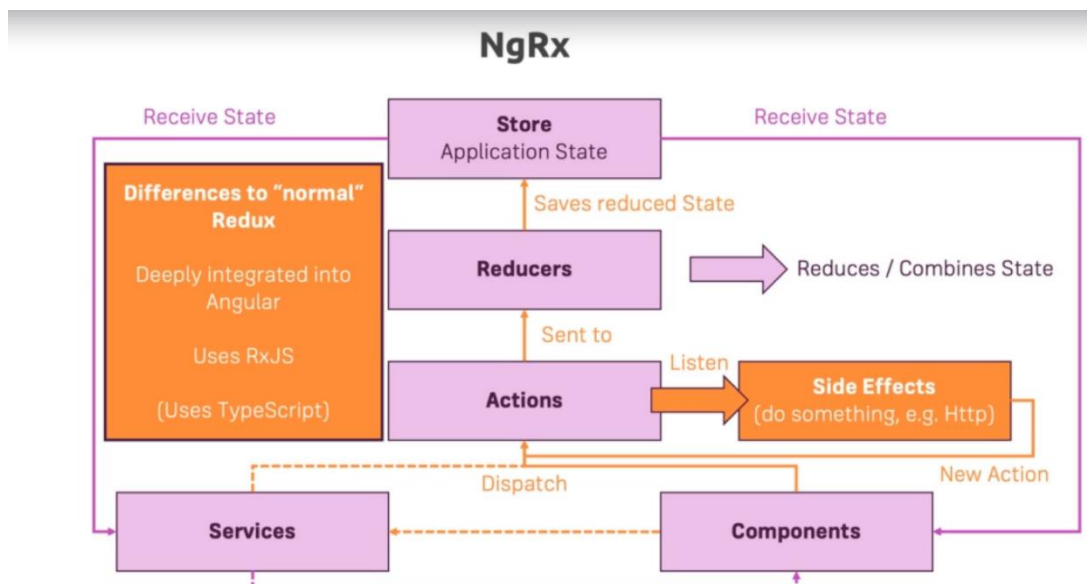 NgRx
Receive State
Store
Application State
Receive State
Differences to “normal”
Redux
Deeply integrated into
Angular
Uses RxJS
(Uses TypeScript)
Saves reduced State
Reducers
Reduces / Combines State
Sent to
Listen
Actions
Side Effects
(do something, e.g. Http)
Dispatch
New Action
Services
Components